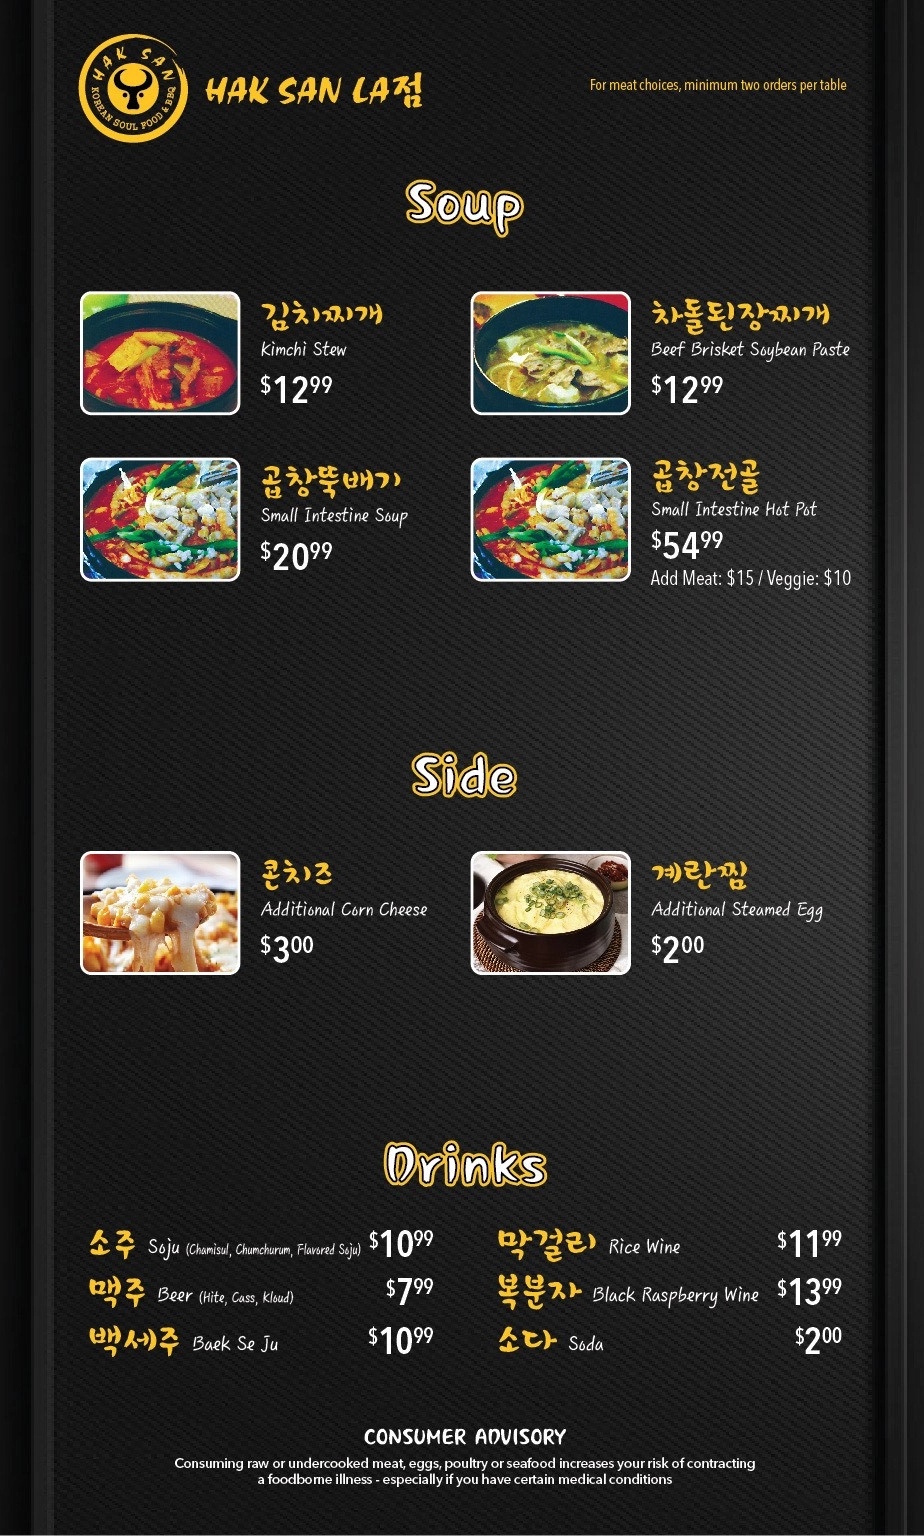 HAK SAN
KOREAN SOUL FOOD & BBQ
HAK SAN LA점
For meat choices, minimum two orders per table
Soup
김치찌개
Kimchi Stew
$12.99
차돌된장찌개
Beef Brisket Soybean Paste
$12.99
곱창뚝배기
Small Intestine Soup
$20.99
곱창전골
Small Intestine Hot Pot
$54.99
Add Meat: $15 / Veggie: $10
Side
콘치즈
Additional Corn Cheese
$3.00
계란찜
Additional Steamed Egg
$2.00
Drinks
소주 Soju (Chamisul, Chumchurum, Flavored Soju) $10.99
맥주 Beer (Hite, Cass, Kloud) $7.99
백세주 Baek Se Ju $10.99
막걸리 Rice Wine $11.99
복분자 Black Raspberry Wine $13.99
소다 Soda $2.00
CONSUMER ADVISORY
Consuming raw or undercooked meat, eggs, poultry or seafood increases your risk of contracting
a foodborne illness - especially if you have certain medical conditions